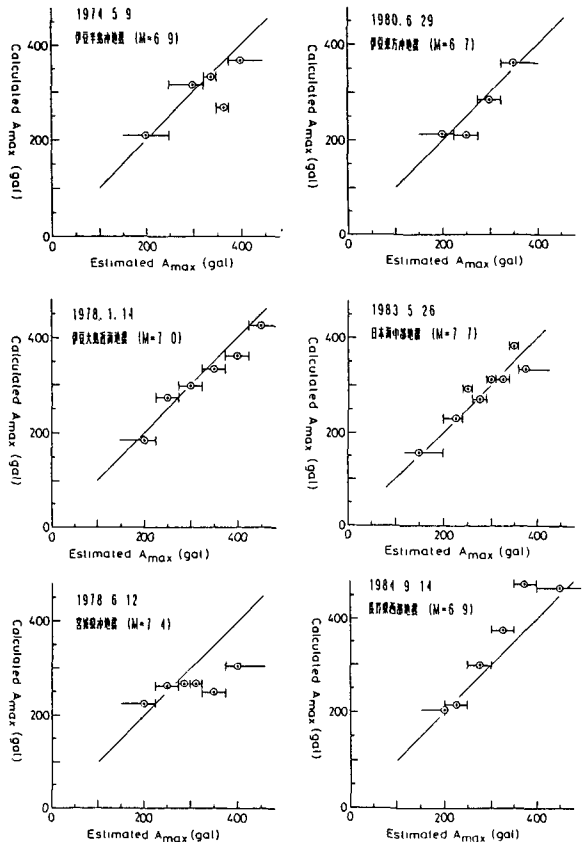 1974 5 9
伊豆半島沖地震 (M=6 9)
400
200
0
Calculated Amax (gal)
0 200 400
Estimated Amax (gal)
1980. 6 29
伊豆東方沖地震 (M=6 7)
400
200
0
Calculated Amax (gal)
0 200 400
Estimated Amax (gal)
1978. 1. 14
伊豆大島近海地震 (M=7 0)
400
200
0
Calculated Amax (gal)
0 200 400
Estimated Amax (gal)
1983 5 26
日本海中部地震 (M=7 7)
400
200
0
Calculated Amax (gal)
0 200 400
Estimated Amax (gal)
1978 6 12
宮城県沖地震 (M=7 4)
400
200
0
Calculated Amax (gal)
0 200 400
Estimated Amax (gal)
1984 9 14
長野県西部地震 (M=6 9)
400
200
0
Calculated Amax (gal)
0 200 400
Estimated Amax (gal)